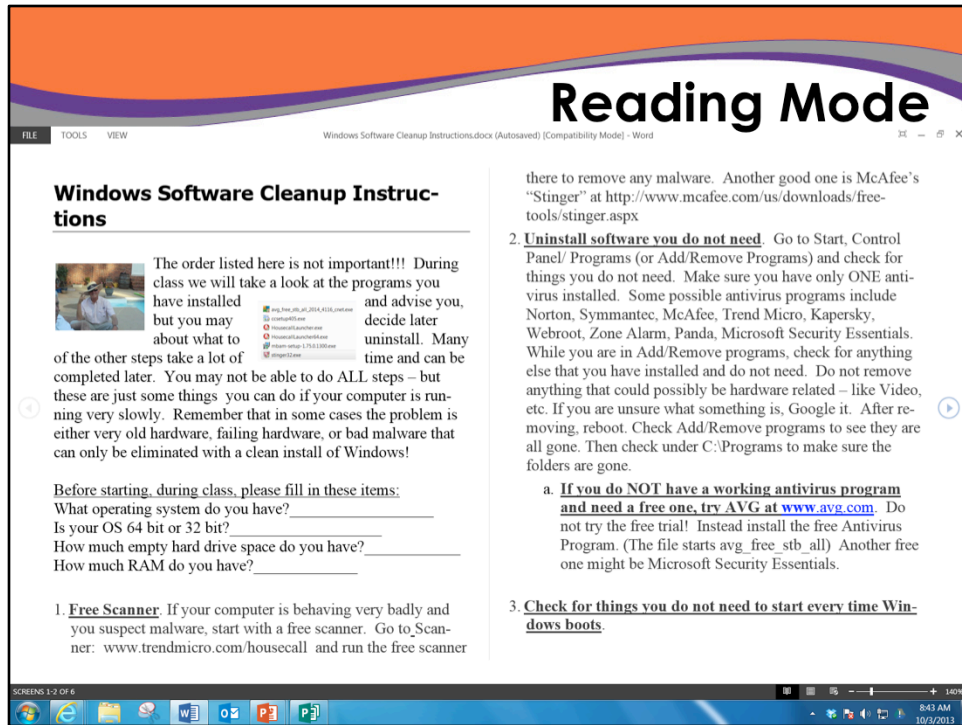 Reading Mode
FILE TOOLS VIEW
Windows Software Cleanup Instructions.docx (Autosaved) [Compatibility Mode] - Word
Windows Software Cleanup Instruc-
tions
The order listed here is not important!!! During
class we will take a look at the programs you
have installed and advise you,
but you may decide later
about what to uninstall. Many
of the other steps take a lot of time and can be
completed later. You may not be able to do ALL steps – but
these are just some things you can do if your computer is run-
ning very slowly. Remember that in some cases the problem is
either very old hardware, failing hardware, or bad malware that
can only be eliminated with a clean install of Windows!
avg_free_stb_all_2014_4116_cnet.exe
ccsetup405.exe
HousecallLauncher.exe
HousecallLauncher64.exe
mbam-setup-1.75.0.1300.exe
stinger32.exe
Before starting, during class, please fill in these items:
What operating system do you have?
Is your OS 64 bit or 32 bit?
How much empty hard drive space do you have?
How much RAM do you have?
1. Free Scanner. If your computer is behaving very badly and
you suspect malware, start with a free scanner. Go to Scan-
ner: www.trendmicro.com/housecall and run the free scanner
there to remove any malware. Another good one is McAfee's
“Stinger” at http://www.mcafee.com/us/downloads/free-
tools/stinger.aspx
2. Uninstall software you do not need. Go to Start, Control
Panel/ Programs (or Add/Remove Programs) and check for
things you do not need. Make sure you have only ONE anti-
virus installed. Some possible antivirus programs include
Norton, Symmantec, McAfee, Trend Micro, Kapersky,
Webroot, Zone Alarm, Panda, Microsoft Security Essentials.
While you are in Add/Remove programs, check for anything
else that you have installed and do not need. Do not remove
anything that could possibly be hardware related – like Video,
etc. If you are unsure what something is, Google it. After re-
moving, reboot. Check Add/Remove programs to see they are
all gone. Then check under C:\Programs to make sure the
folders are gone.
a. If you do NOT have a working antivirus program
and need a free one, try AVG at www.avg.com. Do
not try the free trial! Instead install the free Antivirus
Program. (The file starts avg_free_stb_all) Another free
one might be Microsoft Security Essentials.
3. Check for things you do not need to start every time Win-
dows boots.
SCREENS 1-2 OF 6
140%
8:43 AM
10/3/2013